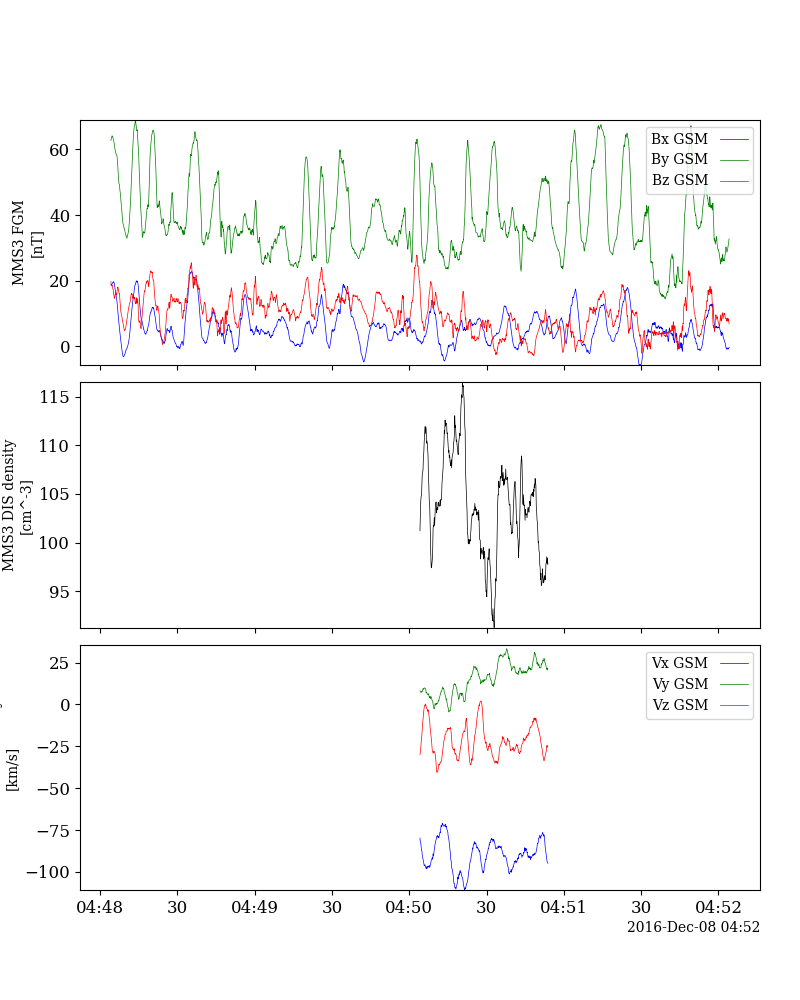 MMS3 FGM
[nT]
60
40
20
0
Bx GSM
By GSM
Bz GSM
MMS3 DIS density
[cm^-3]
115
110
105
100
95
[km/s]
25
0
−25
−50
−75
−100
Vx GSM
Vy GSM
Vz GSM
04:48 30 04:49 30 04:50 30 04:51 30 04:52
2016-Dec-08 04:52